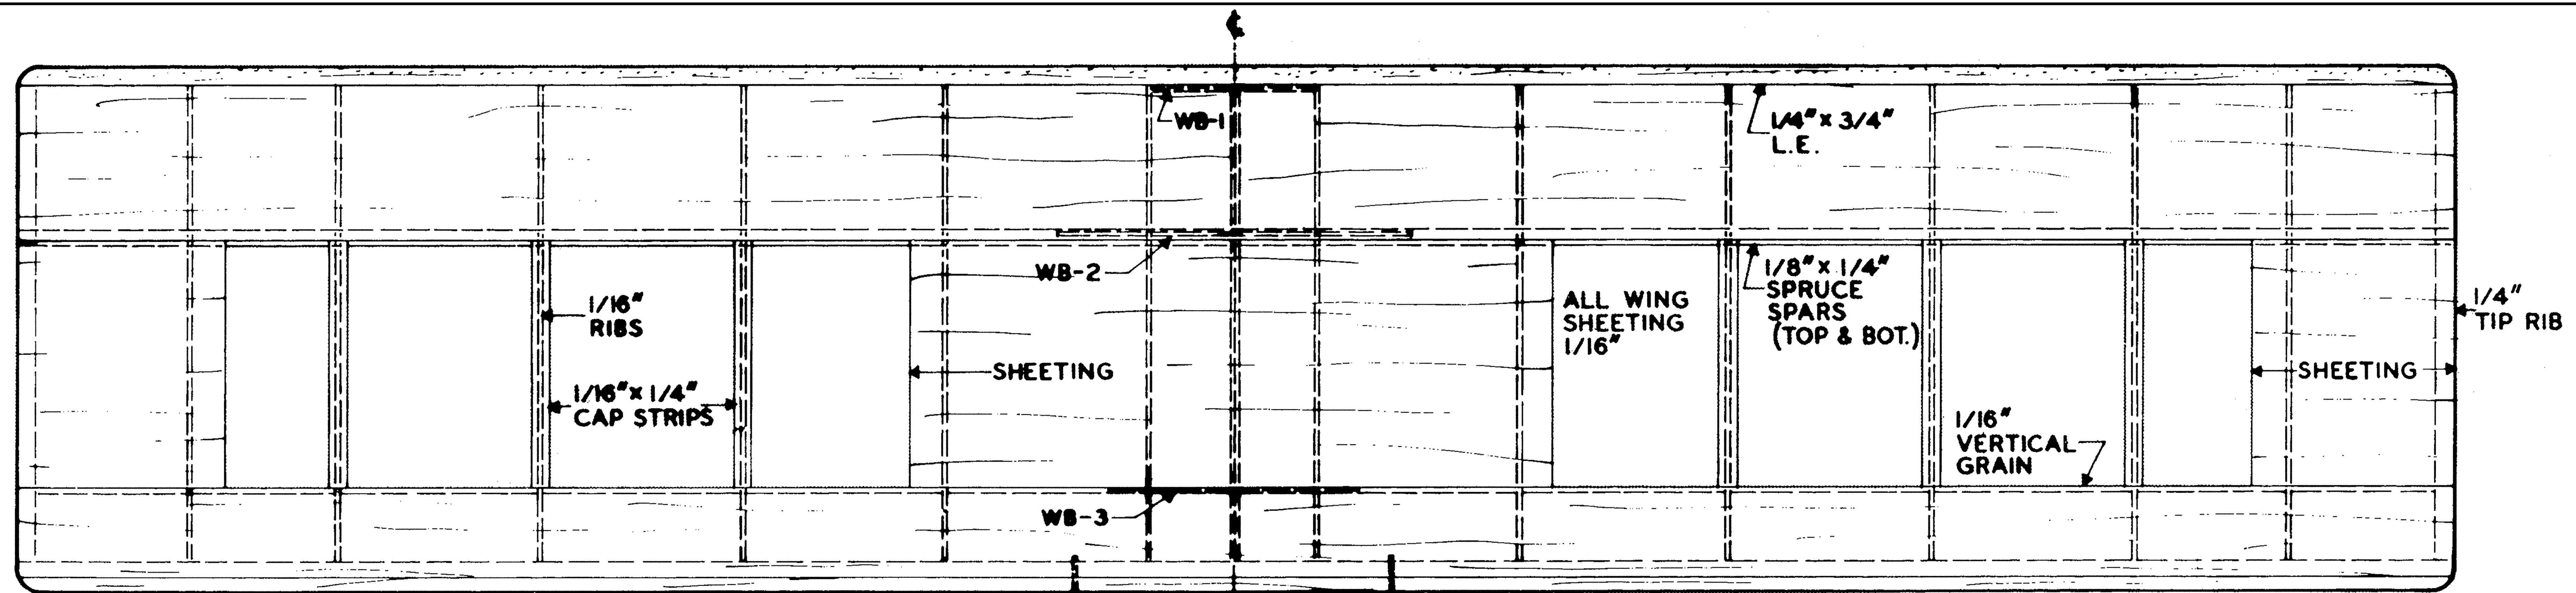 ℄
WB-1
1/4" x 3/4"
L.E.
WB-2
1/8" x 1/4"
SPRUCE
SPARS
(TOP & BOT.)
1/16"
RIBS
ALL WING
SHEETING
1/16"
1/4"
TIP RIB
SHEETING
SHEETING
1/16" x 1/4"
CAP STRIPS
1/16"
VERTICAL
GRAIN
WB-3